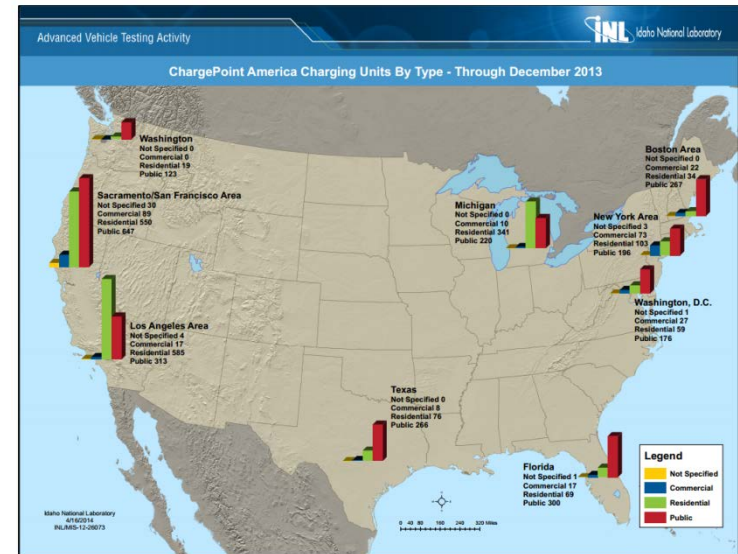 Advanced Vehicle Testing Activity
INL Idaho National Laboratory
ChargePoint America Charging Units By Type - Through December 2013
Washington
Not Specified 0
Commercial 0
Residential 19
Public 123
Sacramento/San Francisco Area
Not Specified 30
Commercial 89
Residential 550
Public 647
Los Angeles Area
Not Specified 4
Commercial 17
Residential 585
Public 313
Texas
Not Specified 0
Commercial 8
Residential 76
Public 266
Michigan
Not Specified 0
Commercial 10
Residential 341
Public 220
Boston Area
Not Specified 0
Commercial 22
Residential 34
Public 267
New York Area
Not Specified 3
Commercial 73
Residential 103
Public 196
Washington, D.C.
Not Specified 1
Commercial 27
Residential 59
Public 176
Florida
Not Specified 1
Commercial 17
Residential 69
Public 300
Legend
Not Specified
Commercial
Residential
Public
Idaho National Laboratory
4/16/2014
INL/MIS-12-26073
0 40 80 160 240 320 Miles